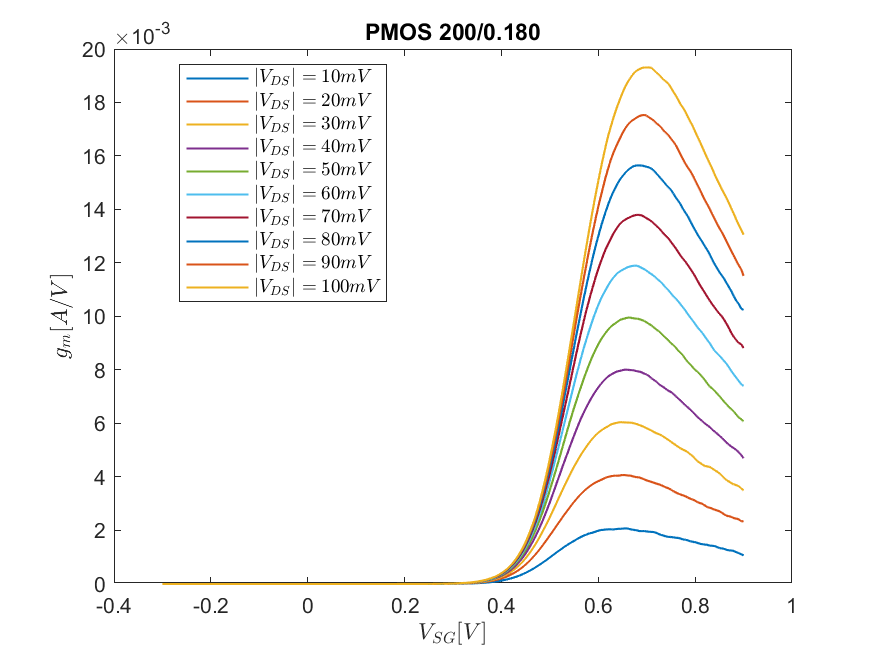 PMOS 200/0.180
×10⁻³
20
18
16
14
12
10
8
6
4
2
0
g_m[A/V]
|V_DS| = 10mV
|V_DS| = 20mV
|V_DS| = 30mV
|V_DS| = 40mV
|V_DS| = 50mV
|V_DS| = 60mV
|V_DS| = 70mV
|V_DS| = 80mV
|V_DS| = 90mV
|V_DS| = 100mV
-0.4 -0.2 0 0.2 0.4 0.6 0.8 1
V_SG[V]